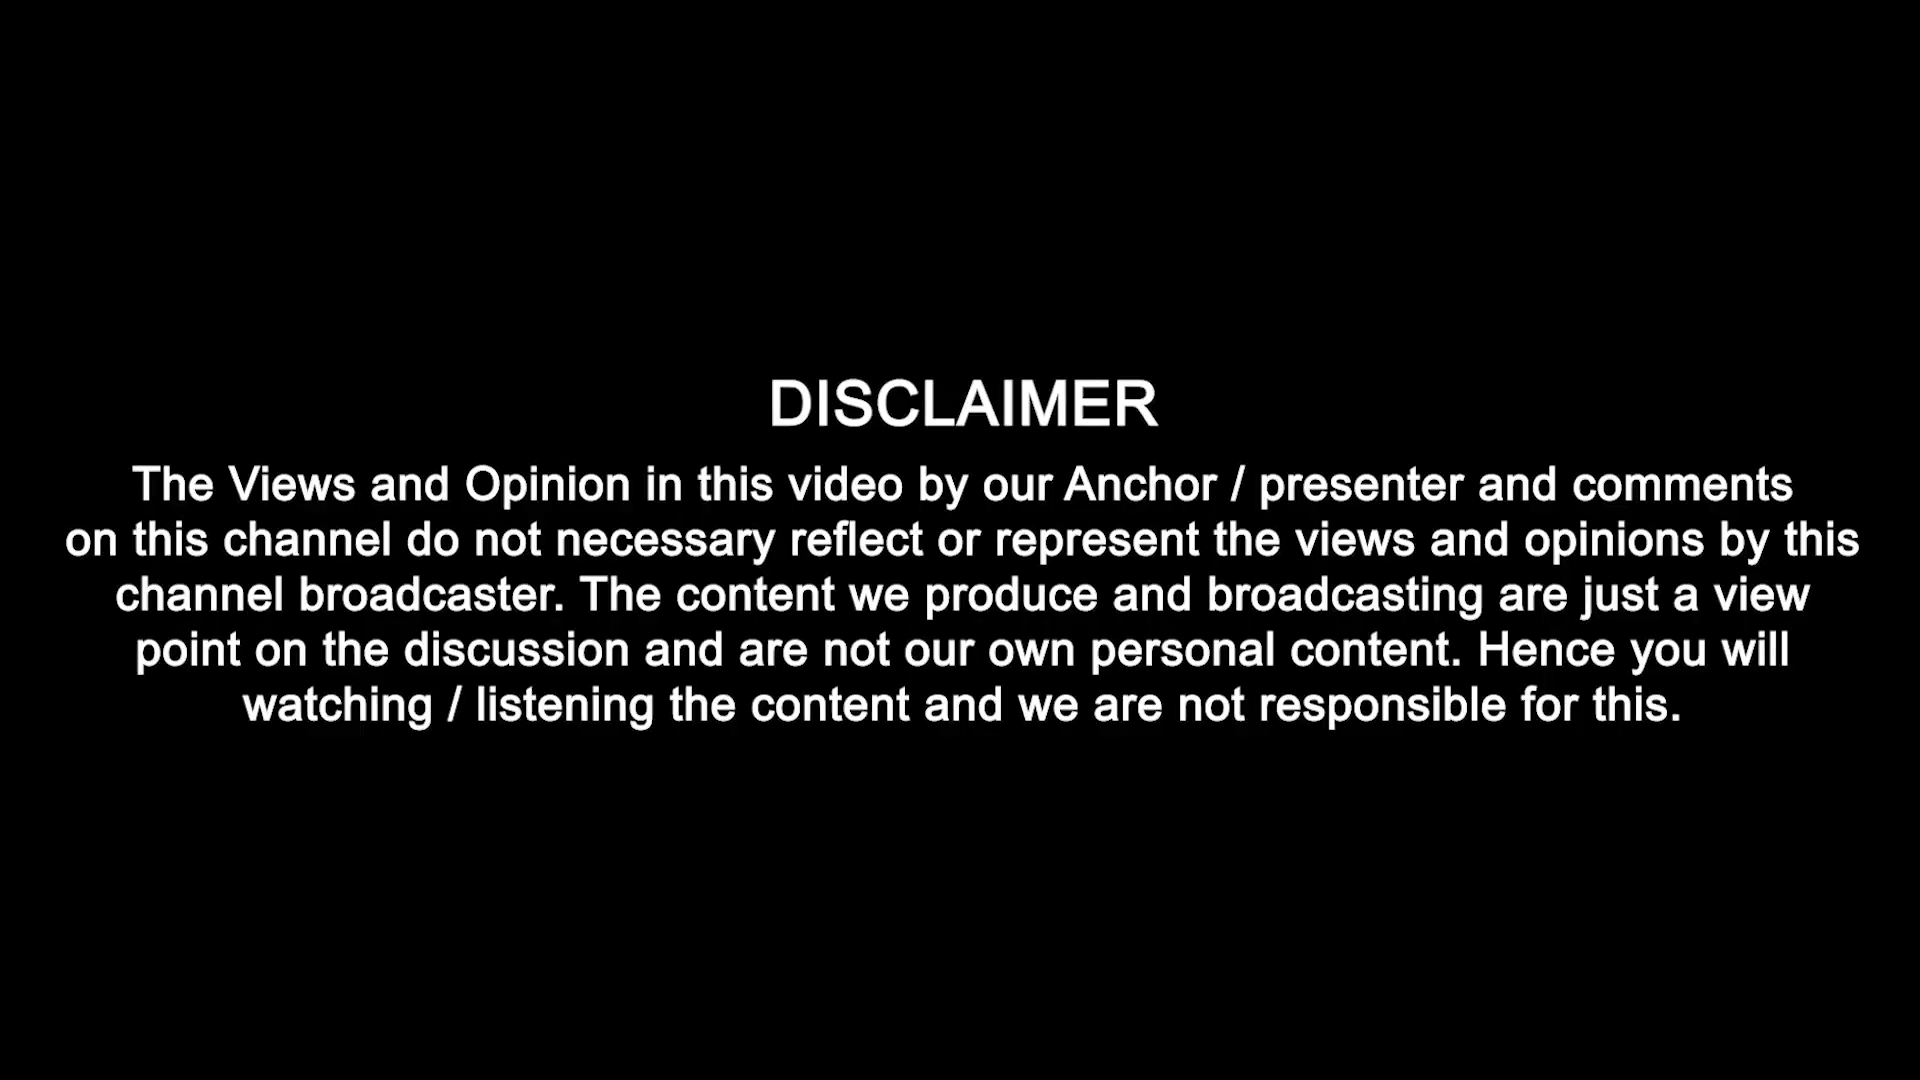 DISCLAIMER
The Views and Opinion in this video by our Anchor / presenter and comments
on this channel do not necessary reflect or represent the views and opinions by this
channel broadcaster. The content we produce and broadcasting are just a view
point on the discussion and are not our own personal content. Hence you will
watching / listening the content and we are not responsible for this.